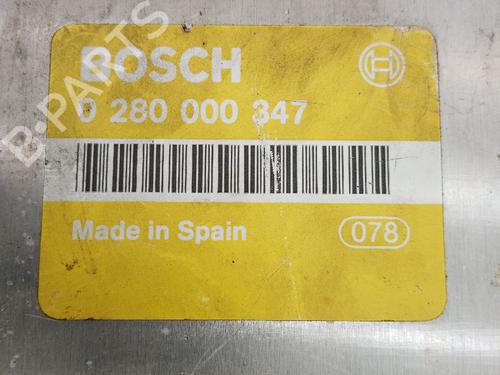 BOSCH
0 280 000 347
Made in Spain
078
B-PARTS